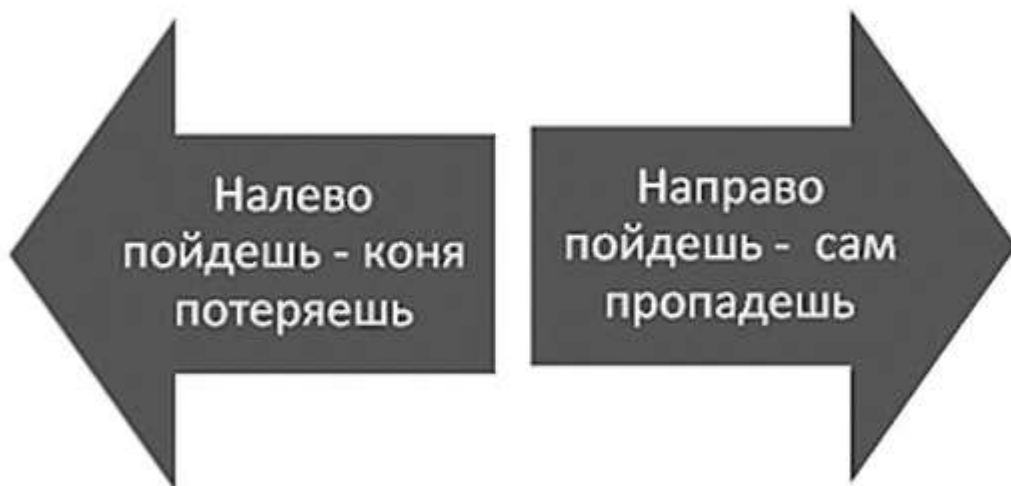 Налево
пойдешь - коня
потеряешь
Направо
пойдешь -  сам
пропадешь